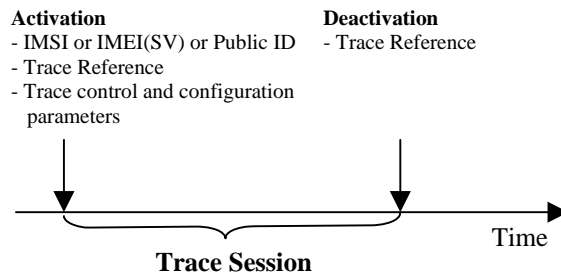 Activation
- IMSI or IMEI(SV) or Public ID
- Trace Reference
- Trace control and configuration
parameters
Deactivation
- Trace Reference
Time
Trace Session